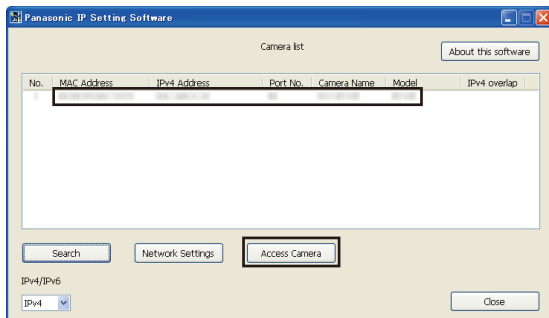 Panasonic IP Setting Software
Camera list
About this software
No. MAC Address IPv4 Address Port No. Camera Name Model IPv4 overlap
Search Network Settings Access Camera
IPv4/IPv6
IPv4 Close